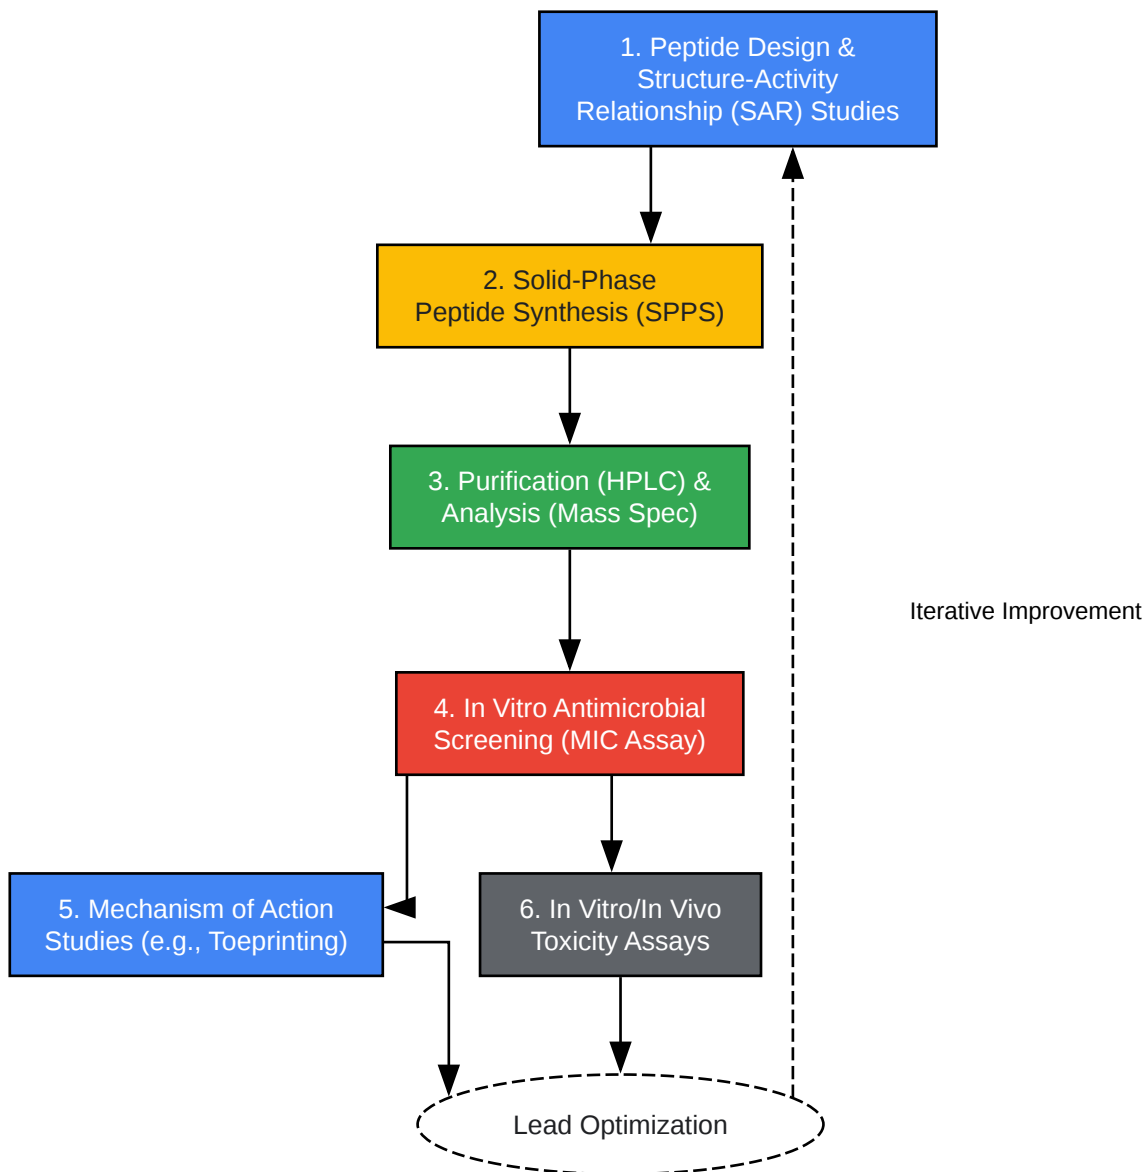 1. Peptide Design &
Structure-Activity
Relationship (SAR) Studies
2. Solid-Phase
Peptide Synthesis (SPPS)
3. Purification (HPLC) &
Analysis (Mass Spec)
Iterative Improvement
4. In Vitro Antimicrobial
Screening (MIC Assay)
5. Mechanism of Action
Studies (e.g., Toeprinting)
6. In Vitro/In Vivo
Toxicity Assays
Lead Optimization